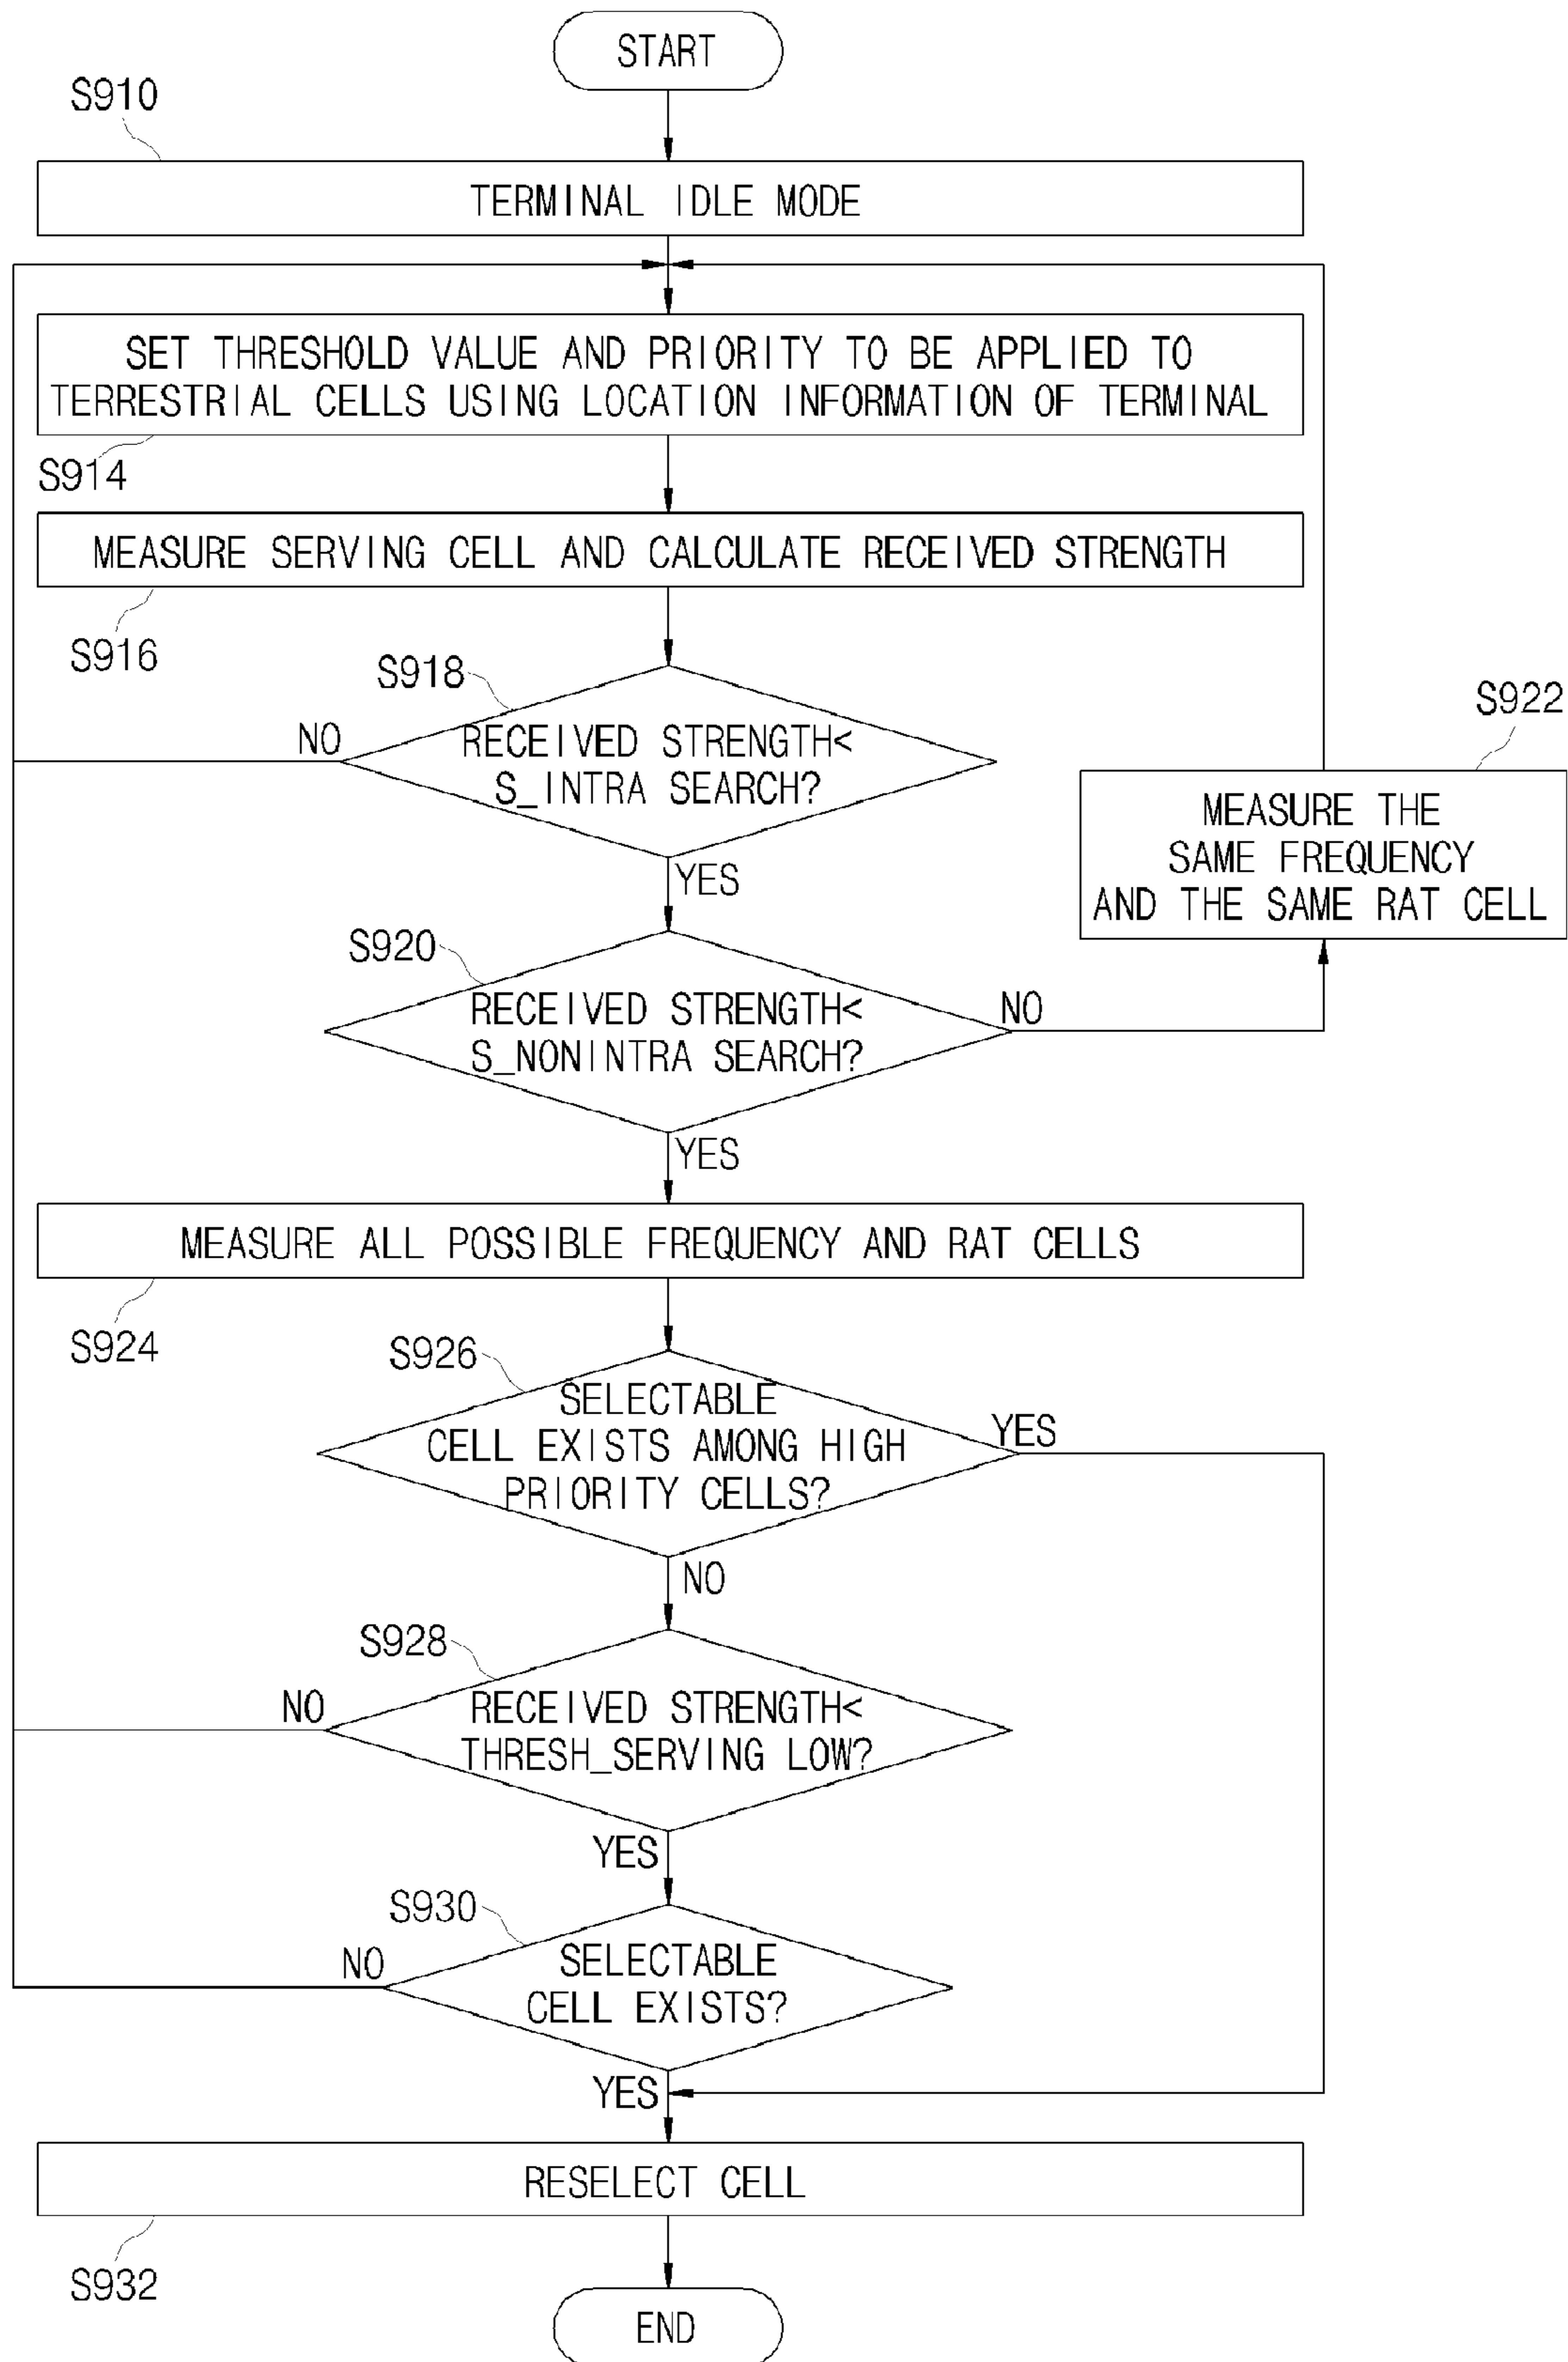 START
S910
TERMINAL IDLE MODE
SET THRESHOLD VALUE AND PRIORITY TO BE APPLIED TO
TERRESTRIAL CELLS USING LOCATION INFORMATION OF TERMINAL
S914
MEASURE SERVING CELL AND CALCULATE RECEIVED STRENGTH
S916
S918
NO
RECEIVED STRENGTH<
S_INTRA SEARCH?
YES
S922
MEASURE THE
SAME FREQUENCY
AND THE SAME RAT CELL
S920
RECEIVED STRENGTH<
S_NONINTRA SEARCH?
NO
YES
MEASURE ALL POSSIBLE FREQUENCY AND RAT CELLS
S924
S926
SELECTABLE
CELL EXISTS AMONG HIGH
PRIORITY CELLS?
YES
NO
S928
NO
RECEIVED STRENGTH<
THRESH_SERVING LOW?
YES
S930
NO
SELECTABLE
CELL EXISTS?
YES
RESELECT CELL
S932
END